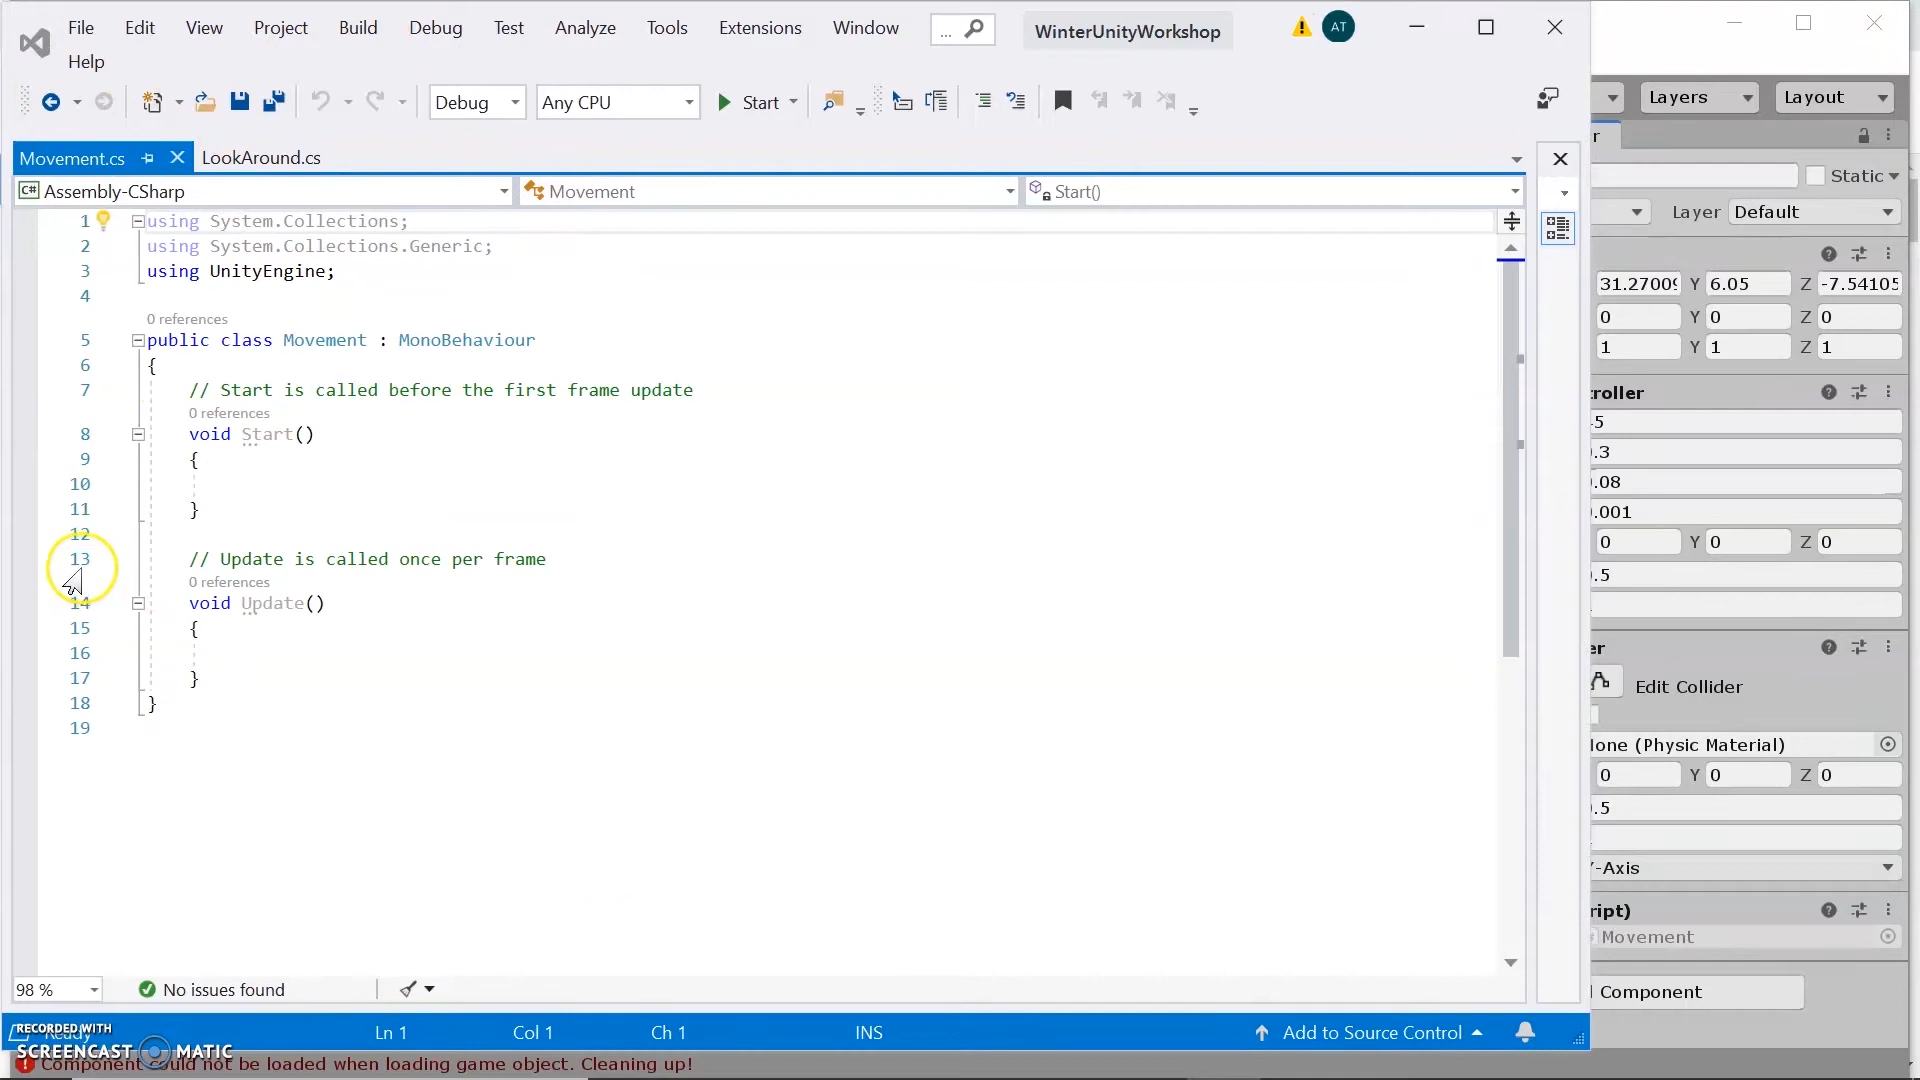 File Edit View Project Build Debug Test Analyze Tools Extensions Window ... WinterUnityWorkshop AT
Help
Debug Any CPU Start Layers Layout
Movement.cs LookAround.cs
Static
C# Assembly-CSharp Movement Start()
Layer Default
1 using System.Collections;
2 using System.Collections.Generic;
3 using UnityEngine;
4
0 references
5 public class Movement : MonoBehaviour
6 {
7 // Start is called before the first frame update
0 references
8 void Start()
9 {
10
11 }
12
13 // Update is called once per frame
0 references
14 void Update()
15 {
16
17 }
18 }
19
31.27009 Y 6.05 Z -7.54105
0 Y 0 Z 0
1 Y 1 Z 1
troller
5
.3
.08
.001
0 Y 0 Z 0
.5
er
Edit Collider
None (Physic Material)
0 Y 0 Z 0
.5
Y-Axis
ript)
Movement
Component
98 % No issues found
Ready Ln 1 Col 1 Ch 1 INS Add to Source Control
RECORDED WITH
SCREENCAST MATIC
Component could not be loaded when loading game object. Cleaning up!